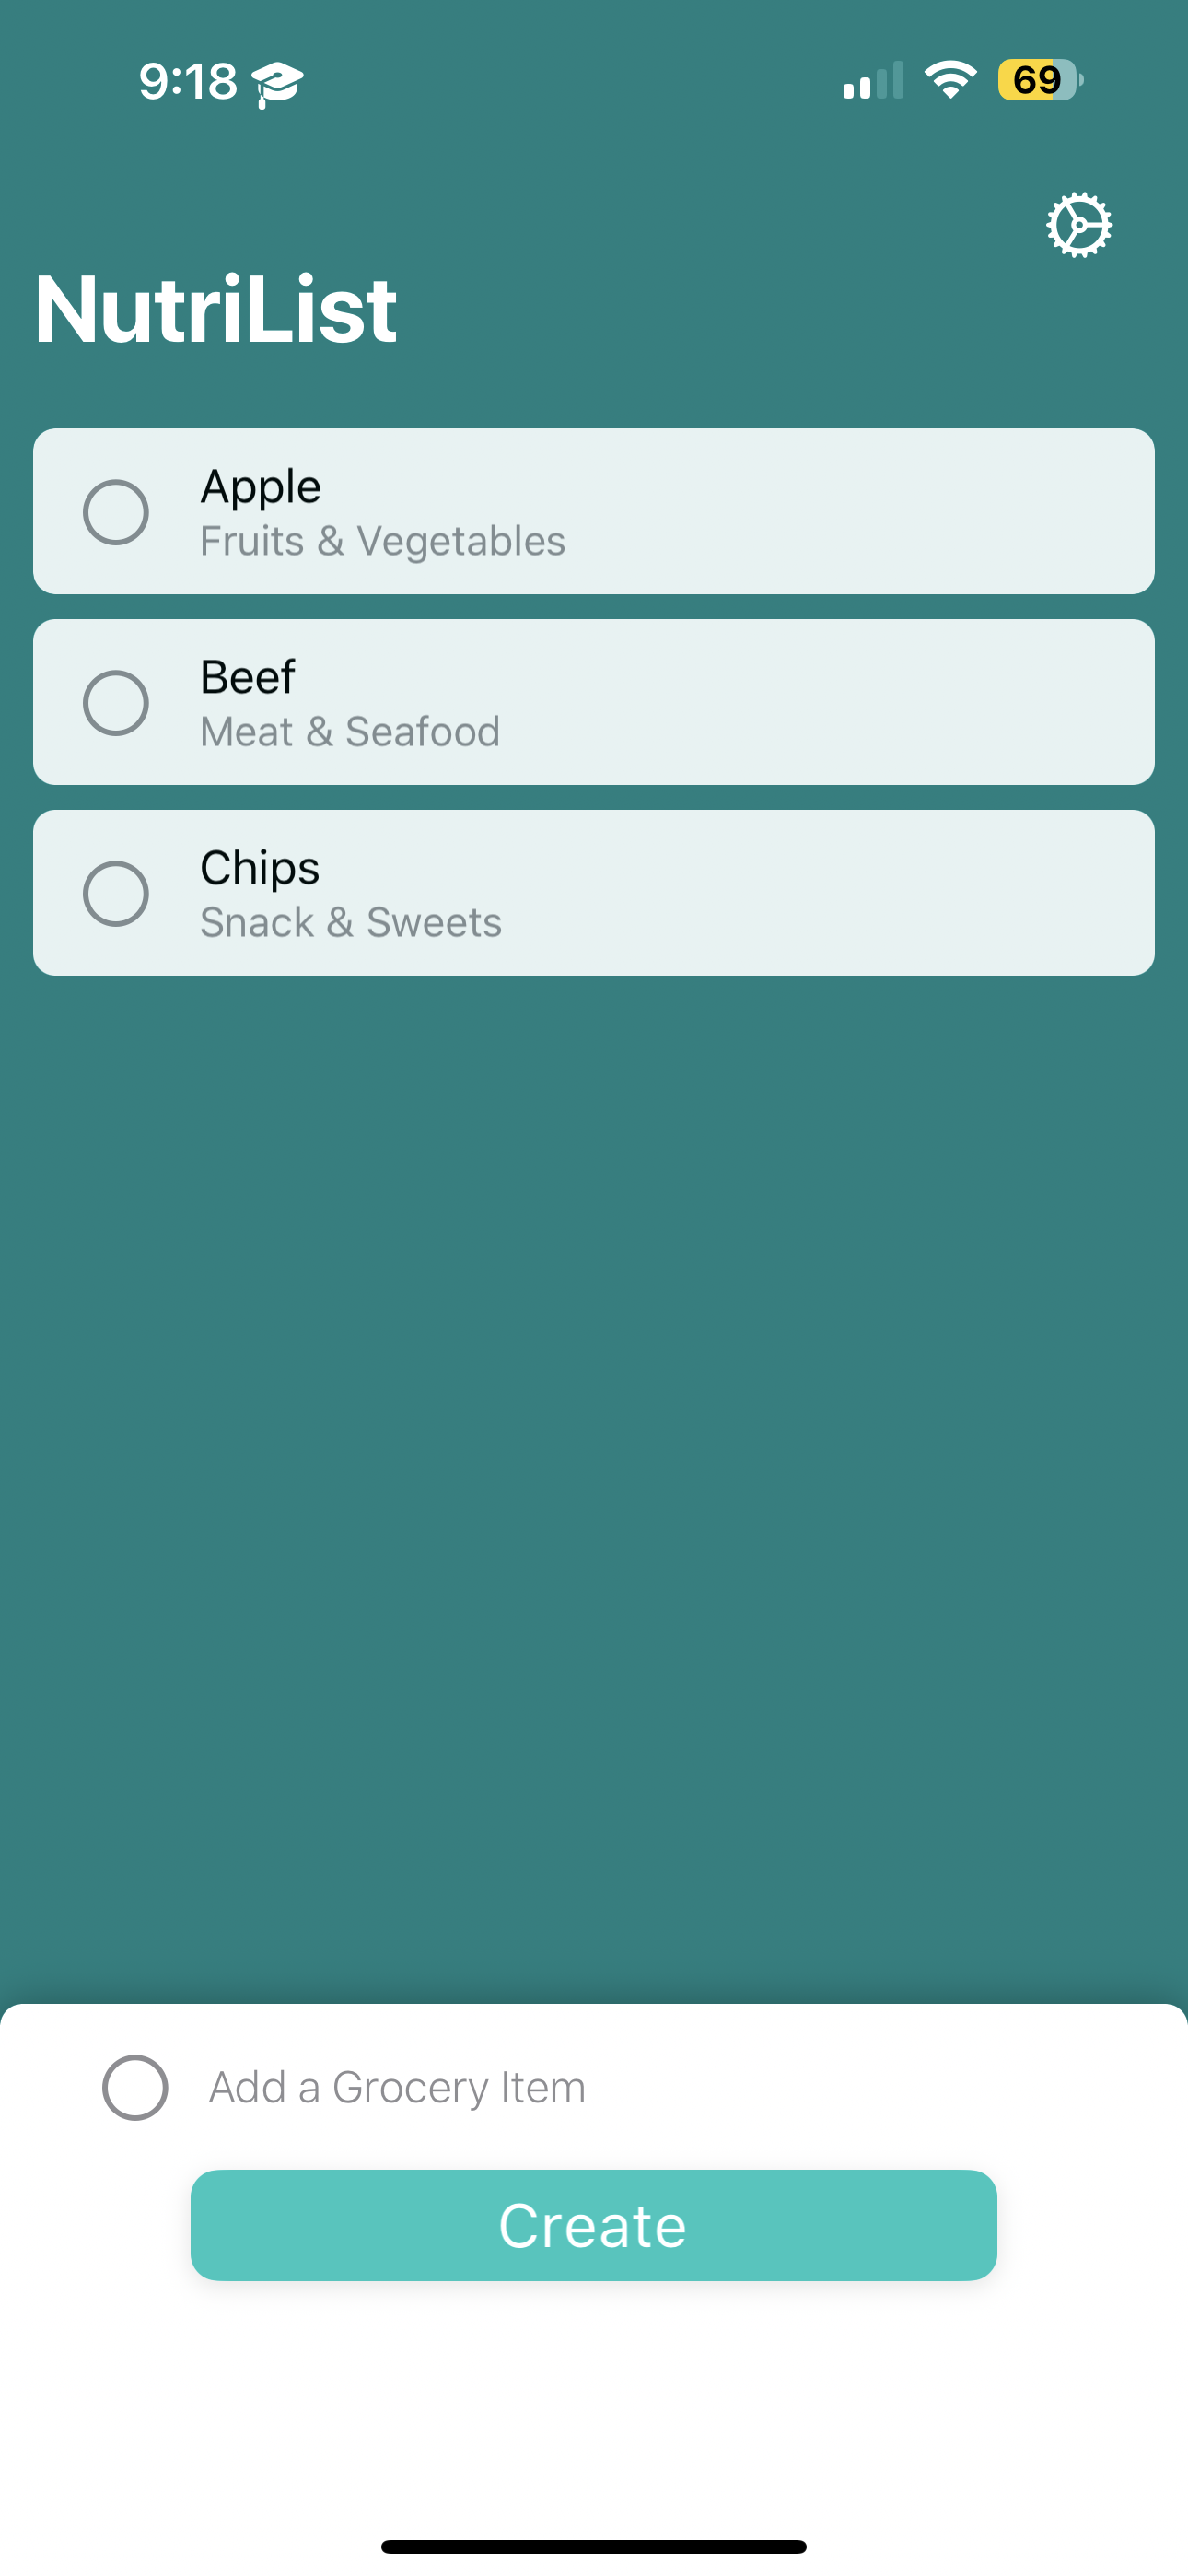 9:18
69
NutriList
Apple
Fruits & Vegetables
Beef
Meat & Seafood
Chips
Snack & Sweets
Add a Grocery Item
Create